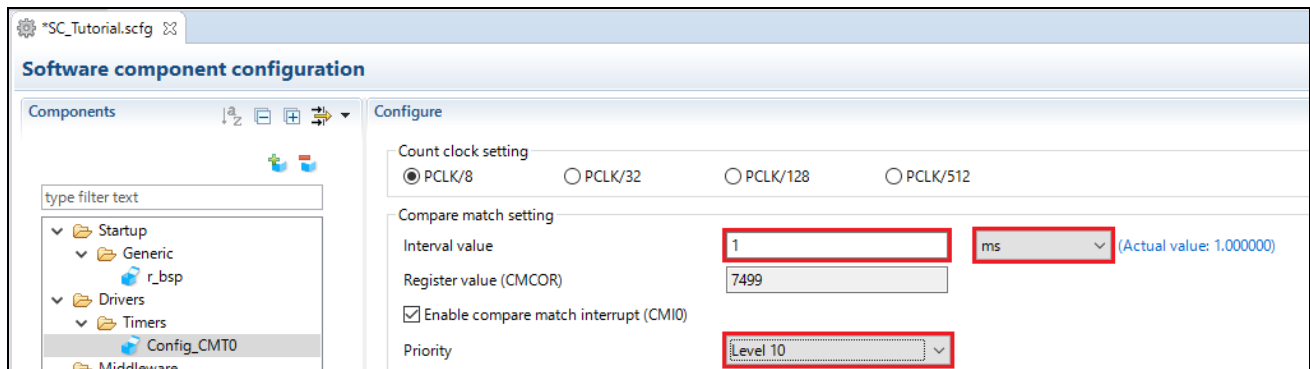 *SC_Tutorial.scfg
Software component configuration
Components
Configure
type filter text
Startup
Generic
r_bsp
Drivers
Timers
Config_CMT0
Middleware
Count clock setting
PCLK/8 PCLK/32 PCLK/128 PCLK/512
Compare match setting
Interval value 1 ms (Actual value: 1.000000)
Register value (CMCOR) 7499
Enable compare match interrupt (CMI0)
Priority Level 10